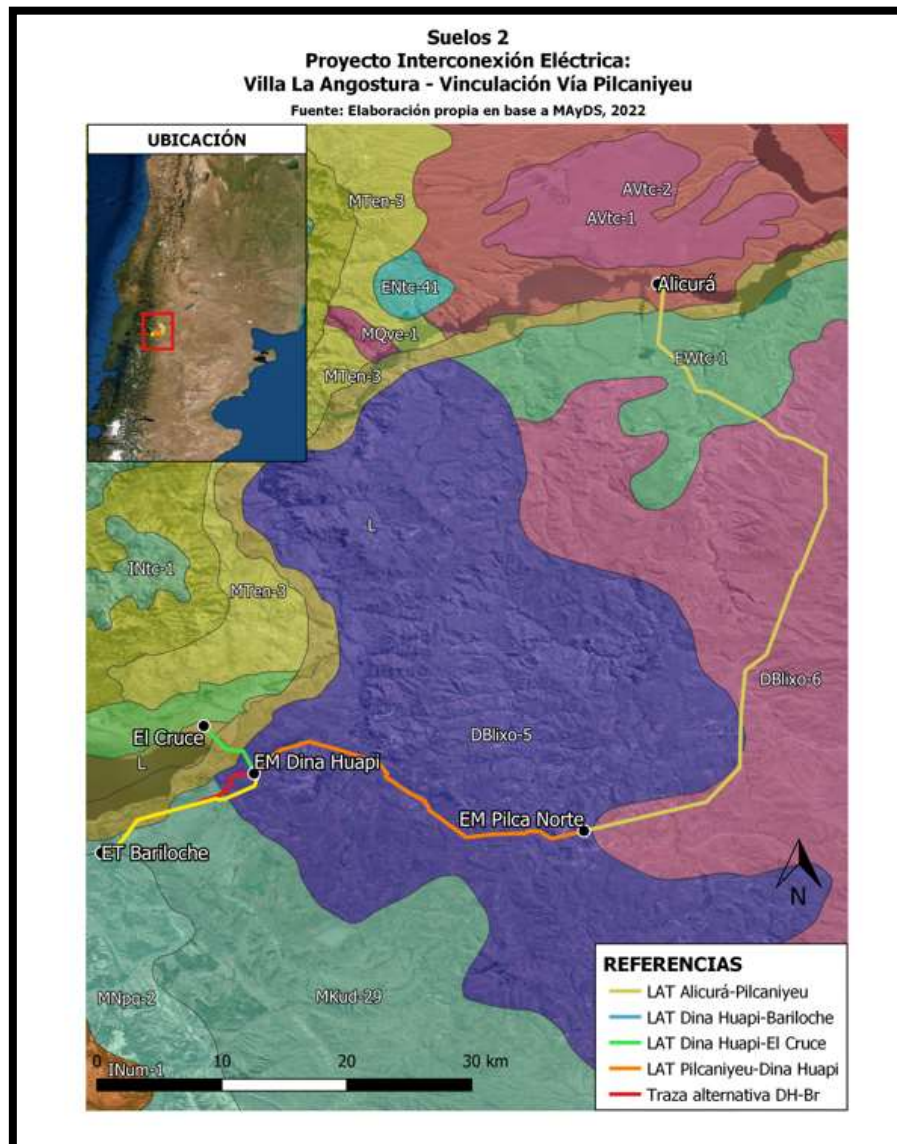 Suelos 2
Proyecto Interconexión Eléctrica:
Villa La Angostura - Vinculación Vía Pilcaniyeu
Fuente: Elaboración propia en base a MAyDS, 2022
UBICACIÓN
MTen-3
AVtc-2
AVtc-1
ENtc-41
Alicurá
MQve-1
EWtc-1
MTen-3
L
INtc-1
MTen-3
DBlixo-6
El Cruce
DBlixo-5
L
EM Dina Huapi
EM Pilca Norte
ET Bariloche
N
MNpq-2
MKud-29
INum-1
0 10 20 30 km
REFERENCIAS
LAT Alicurá-Pilcaniyeu
LAT Dina Huapi-Bariloche
LAT Dina Huapi-El Cruce
LAT Pilcaniyeu-Dina Huapi
Traza alternativa DH-Br